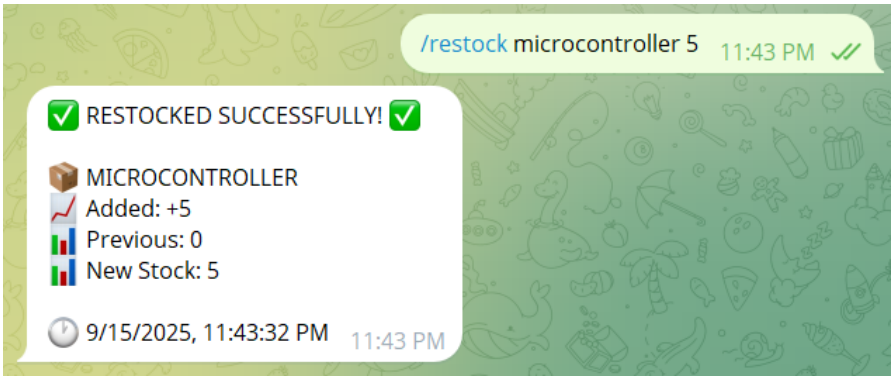 /restock microcontroller 5 11:43 PM
✅ RESTOCKED SUCCESSFULLY! ✅
📦 MICROCONTROLLER
📈 Added: +5
📊 Previous: 0
📊 New Stock: 5
🕐 9/15/2025, 11:43:32 PM 11:43 PM